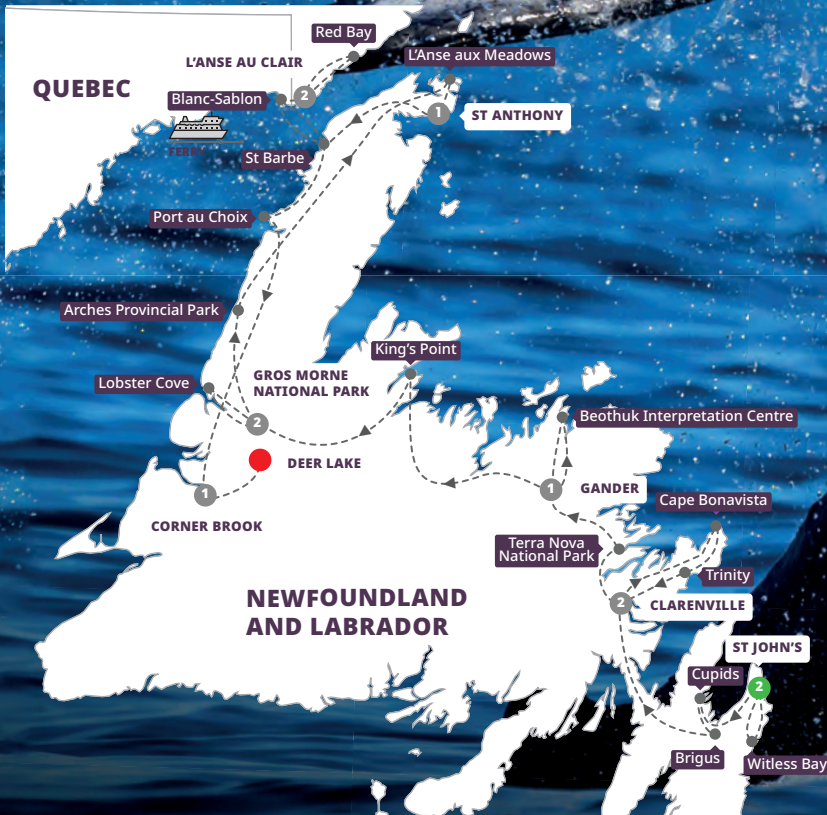 Red Bay
L'ANSE AU CLAIR
L'Anse aux Meadows
QUEBEC
2
Blanc-Sablon
1
ST ANTHONY
FERRY
St Barbe
Port au Choix
Arches Provincial Park
King's Point
GROS MORNE
NATIONAL PARK
Lobster Cove
2
Beothuk Interpretation Centre
DEER LAKE
1
CORNER BROOK
1
GANDER
Cape Bonavista
Terra Nova
National Park
Trinity
2
CLARENVILLE
NEWFOUNDLAND
AND LABRADOR
ST JOHN'S
Cupids
2
Brigus
Witless Bay